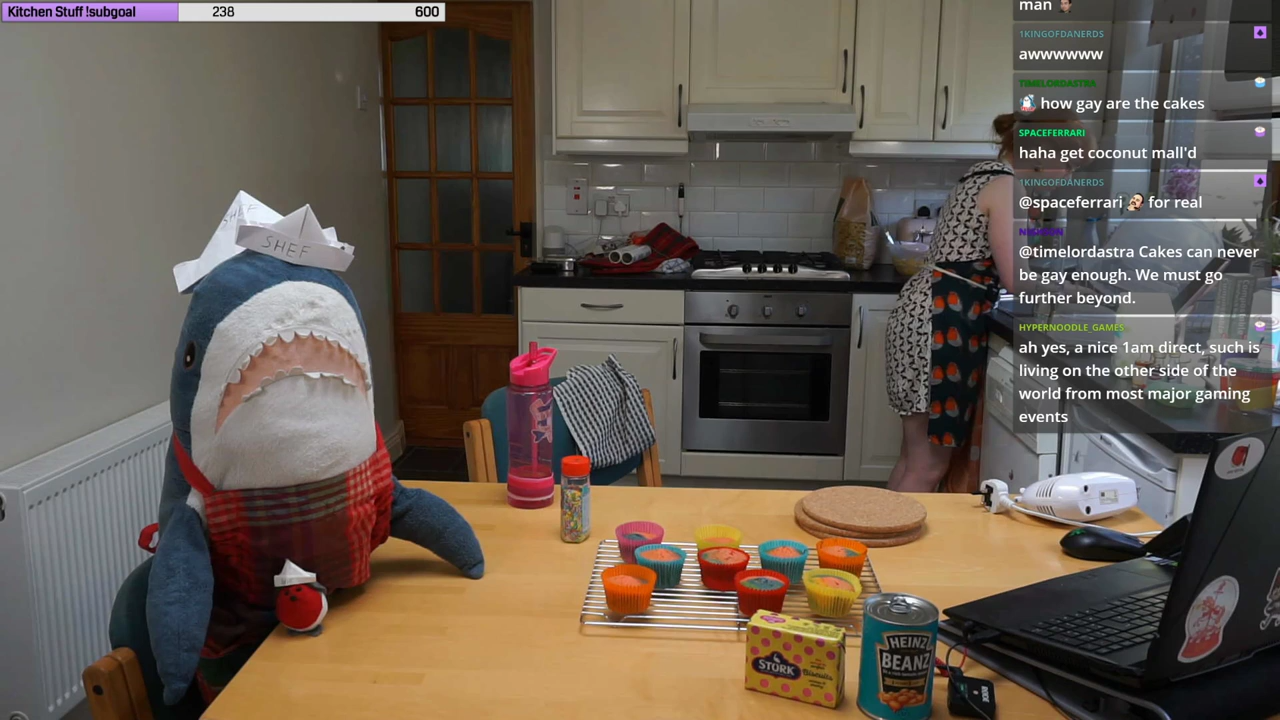 Kitchen Stuff !subgoal 238 600
man
1KINGOFDANERDS
awwwwww
TIMELORDASTRA
how gay are the cakes
SPACEFERRARI
haha get coconut mall'd
1KINGOFDANERDS
@spaceferrari for real
@timelordastra Cakes can never
be gay enough. We must go
further beyond.
HYPERNOODLE GAMES
ah yes, a nice 1am direct, such is
living on the other side of the
world from most major gaming
events
SHEF
SHEF
STORK
HEINZ
BEANZ